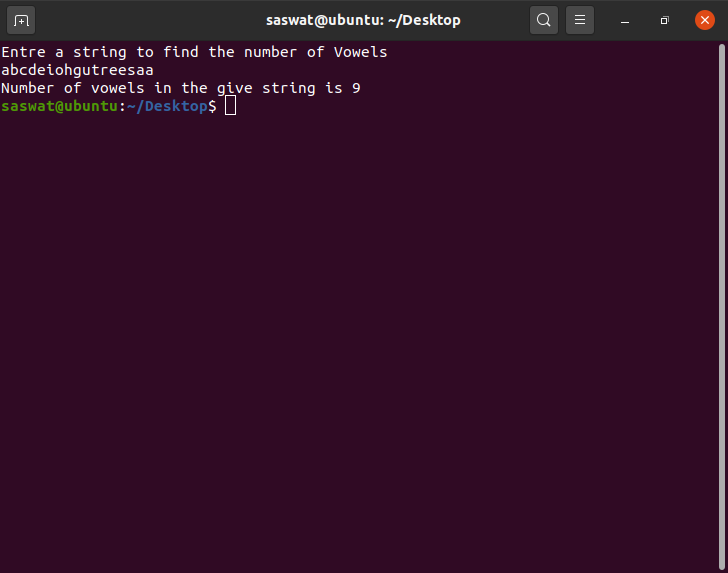 saswat@ubuntu: ~/Desktop
Entre a string to find the number of Vowels
abcdeiohgutreesaa
Number of vowels in the give string is 9
saswat@ubuntu:~/Desktop$